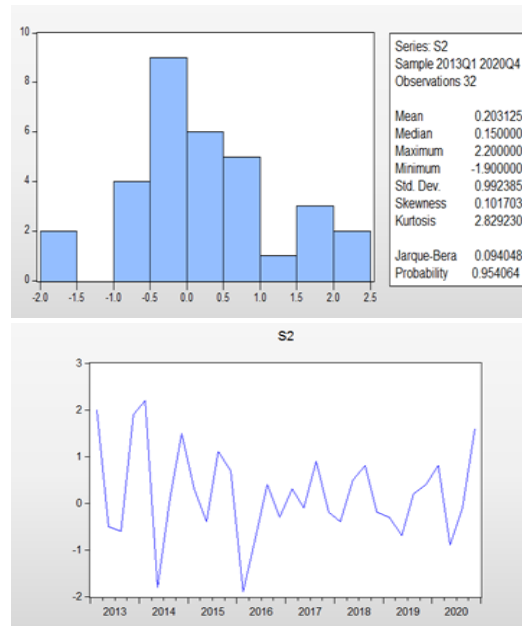 10
8
6
4
2
0
-2.0 -1.5 -1.0 -0.5 0.0 0.5 1.0 1.5 2.0 2.5
Series: S2
Sample 2013Q1 2020Q4
Observations 32
Mean 0.203125
Median 0.150000
Maximum 2.200000
Minimum -1.900000
Std. Dev. 0.992385
Skewness 0.101703
Kurtosis 2.829230
Jarque-Bera 0.094048
Probability 0.954064
S2
3
2
1
0
-1
-2
2013 2014 2015 2016 2017 2018 2019 2020